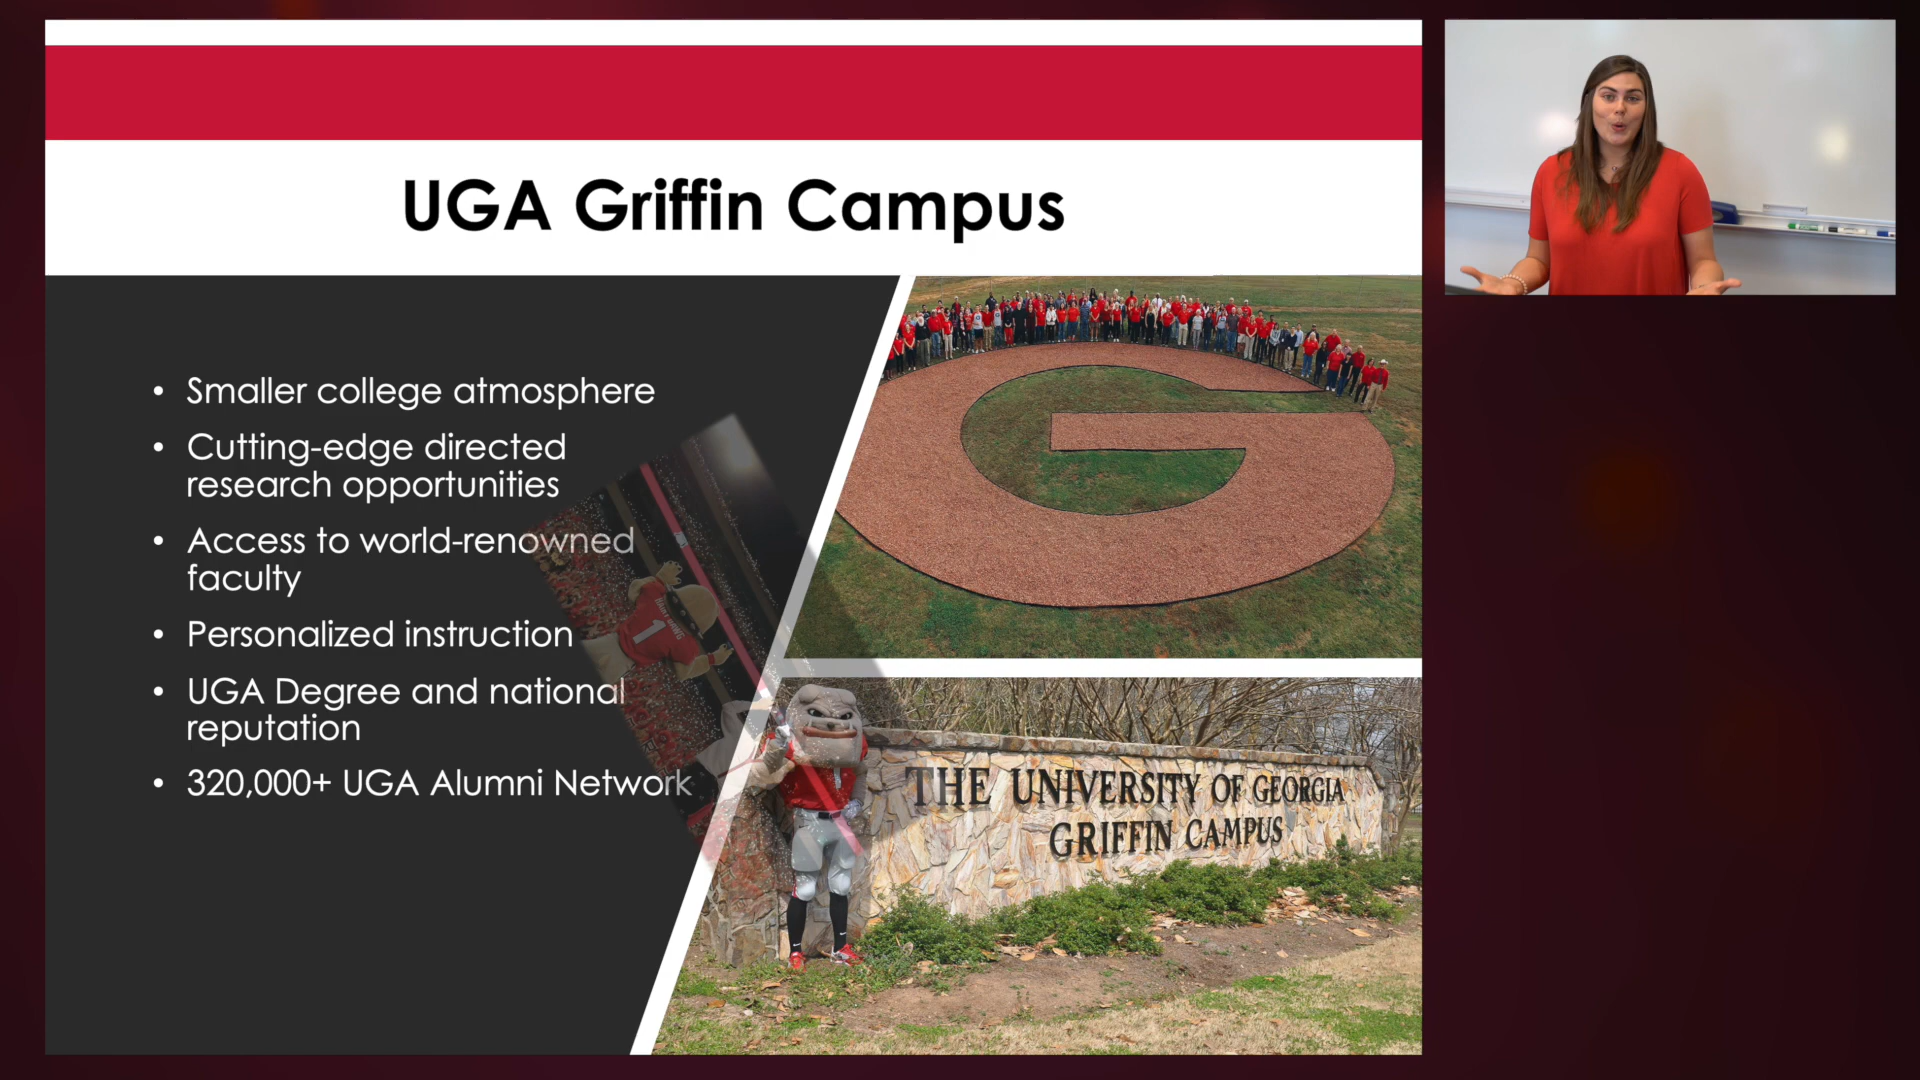 UGA Griffin Campus
• Smaller college atmosphere
• Cutting-edge directed
research opportunities
• Access to world-renowned
faculty
• Personalized instruction
• UGA Degree and national
reputation
• 320,000+ UGA Alumni Network
G
1
THE UNIVERSITY OF GEORGIA
GRIFFIN CAMPUS